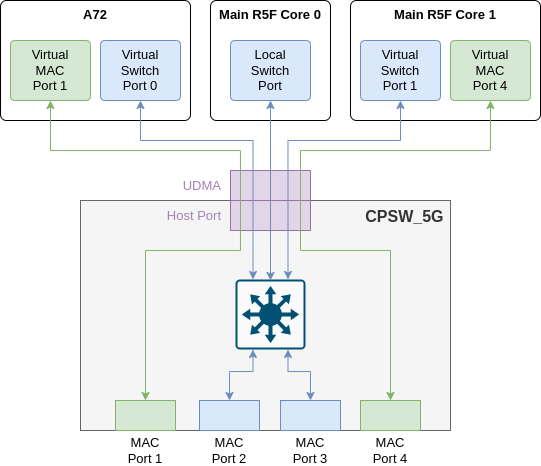 A72
Main R5F Core 0
Main R5F Core 1
Virtual
MAC
Port 1
Virtual
Switch
Port 0
Local
Switch
Port
Virtual
Switch
Port 1
Virtual
MAC
Port 4
UDMA
Host Port
CPSW_5G
MAC
Port 1
MAC
Port 2
MAC
Port 3
MAC
Port 4